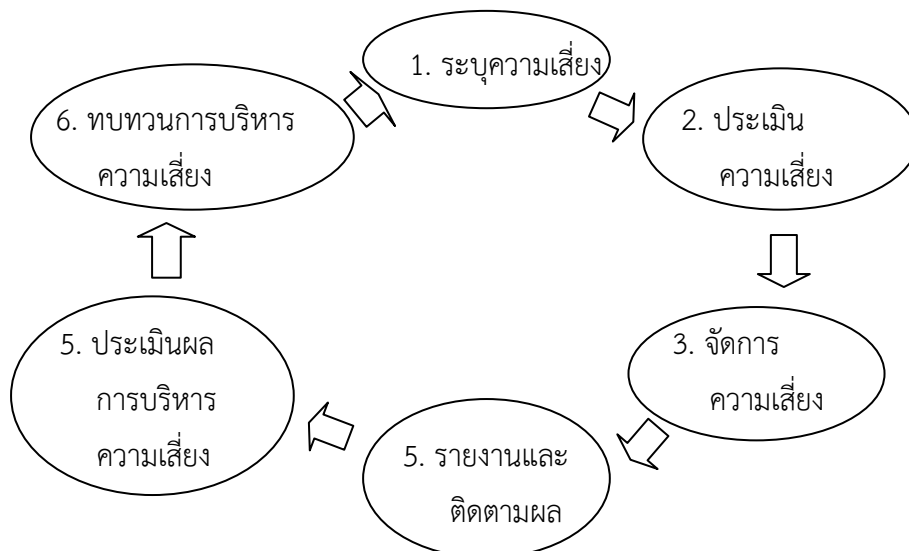 1. ระบุความเสี่ยง
2. ประเมิน
ความเสี่ยง
3. จัดการ
ความเสี่ยง
5. รายงานและ
ติดตามผล
5. ประเมินผล
การบริหาร
ความเสี่ยง
6. ทบทวนการบริหาร
ความเสี่ยง